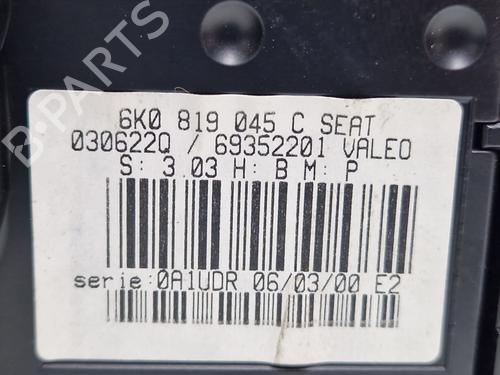 B-PARTS
6K0 819 045 C SEAT
030622Q / 69352201 VALEO
S: 3.03 H: B M: P
serie:0A1UDR 06/03/00 E2